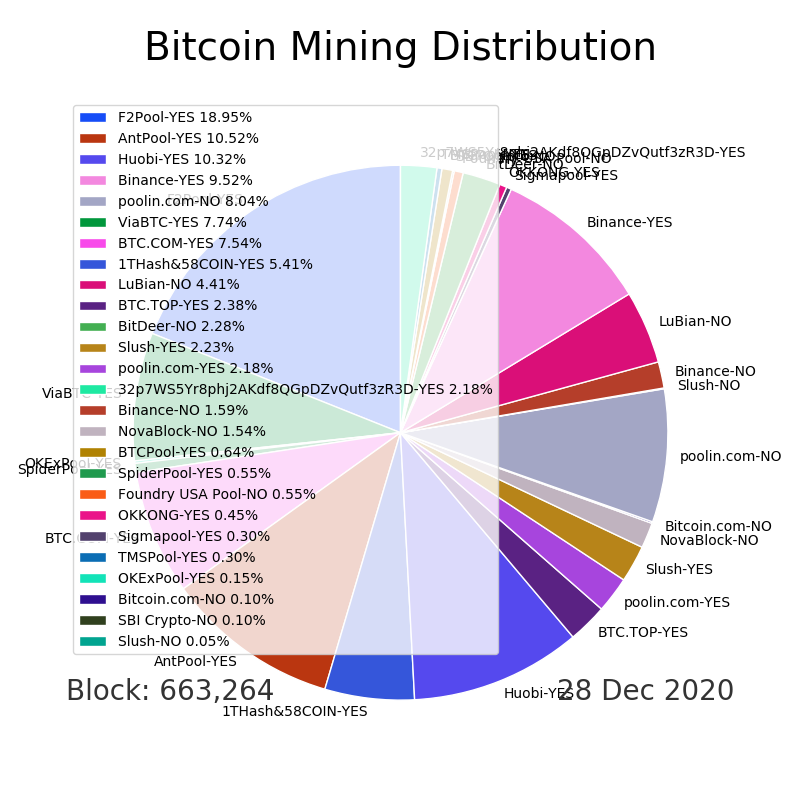 Bitcoin Mining Distribution
F2Pool-YES 18.95%
AntPool-YES 10.52%
Huobi-YES 10.32%
Binance-YES 9.52%
poolin.com-NO 8.04%
ViaBTC-YES 7.74%
BTC.COM-YES 7.54%
1THash&58COIN-YES 5.41%
LuBian-NO 4.41%
BTC.TOP-YES 2.38%
BitDeer-NO 2.28%
Slush-YES 2.23%
poolin.com-YES 2.18%
32p7WS5Yr8phj2AKdf8QGpDZvQutf3zR3D-YES 2.18%
Binance-NO 1.59%
NovaBlock-NO 1.54%
BTCPool-YES 0.64%
SpiderPool-YES 0.55%
Foundry USA Pool-NO 0.55%
OKKONG-YES 0.45%
Sigmapool-YES 0.30%
TMSPool-YES 0.30%
OKExPool-YES 0.15%
Bitcoin.com-NO 0.10%
SBI Crypto-NO 0.10%
Slush-NO 0.05%
BitDeer-NO
OKKONG-YES
Sigmapool-YES
Binance-YES
LuBian-NO
Binance-NO
Slush-NO
poolin.com-NO
Bitcoin.com-NO
NovaBlock-NO
Slush-YES
poolin.com-YES
BTC.TOP-YES
Huobi-YES
1THash&58COIN-YES
AntPool-YES
ViaBTC-YES
OKExPool-YES
Block: 663,264
28 Dec 2020